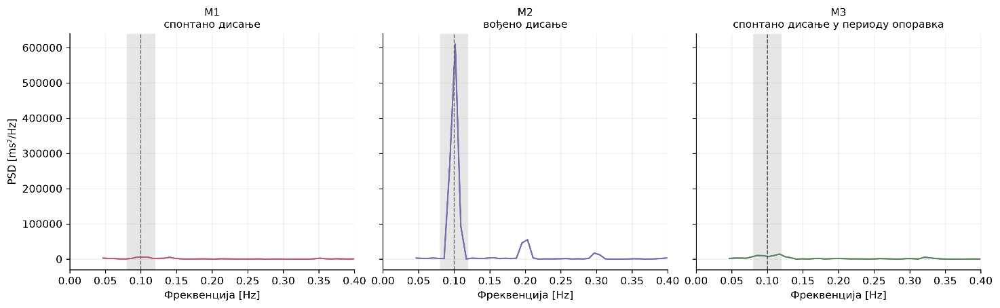 M1
спонтано дисање
M2
вођено дисање
M3
спонтано дисање у периоду опоравка
PSD [ms²/Hz]
600000
500000
400000
300000
200000
100000
0
0.00 0.05 0.10 0.15 0.20 0.25 0.30 0.35 0.40
0.00 0.05 0.10 0.15 0.20 0.25 0.30 0.35 0.40
0.00 0.05 0.10 0.15 0.20 0.25 0.30 0.35 0.40
Фреквенција [Hz]
Фреквенција [Hz]
Фреквенција [Hz]